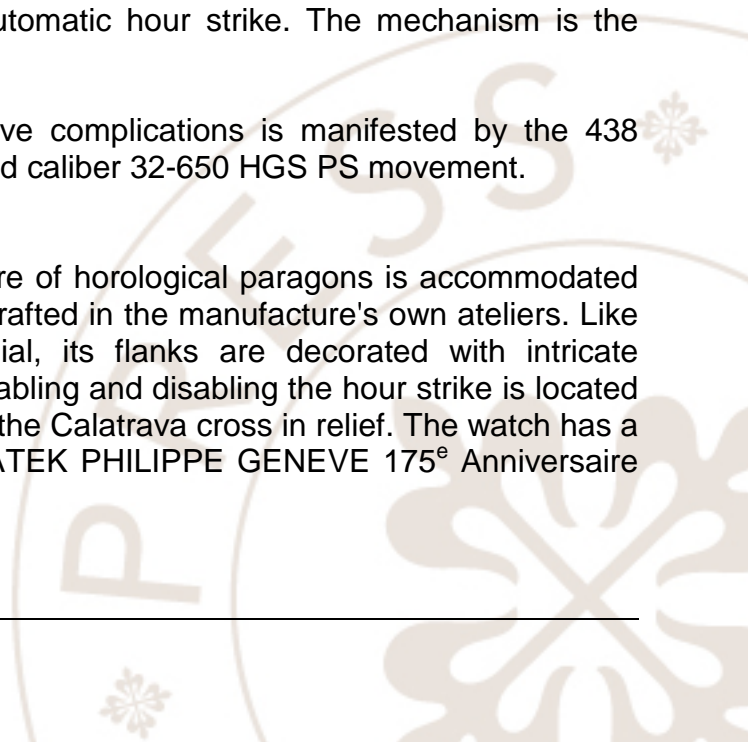 utomatic hour strike. The mechanism is the
ve complications is manifested by the 438
d caliber 32-650 HGS PS movement.
re of horological paragons is accommodated
rafted in the manufacture's own ateliers. Like
ial, its flanks are decorated with intricate
abling and disabling the hour strike is located
the Calatrava cross in relief. The watch has a
ATEK PHILIPPE GENEVE 175e Anniversaire
PRESS